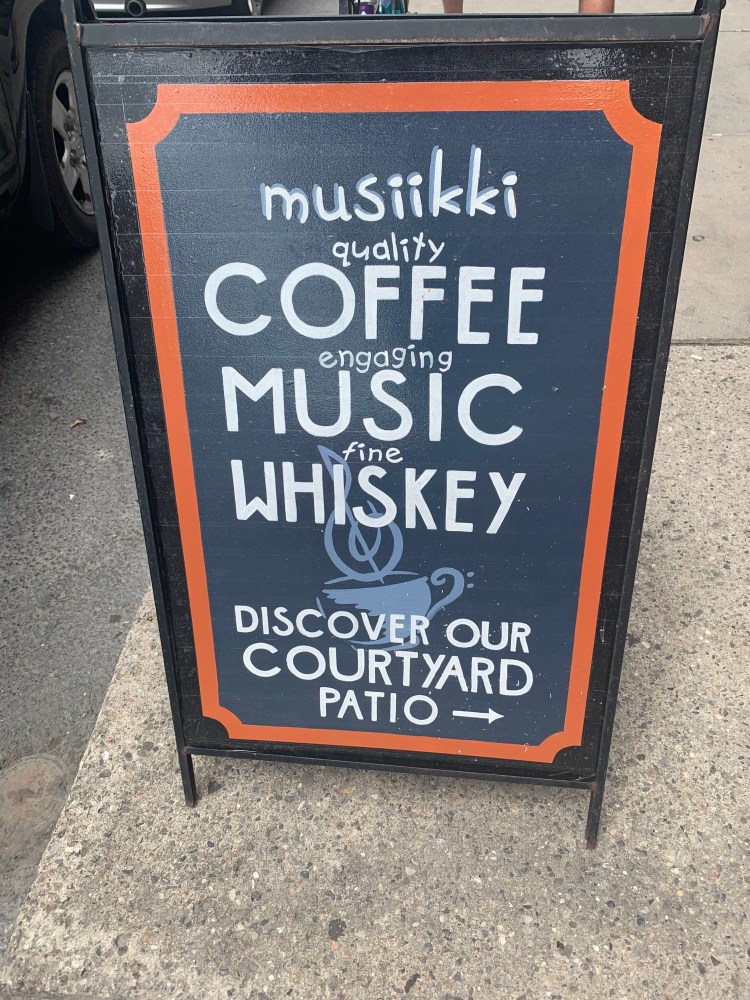 musiikki
quality
COFFEE
engaging
MUSIC
fine
WHISKEY
DISCOVER OUR
COURTYARD
PATIO →